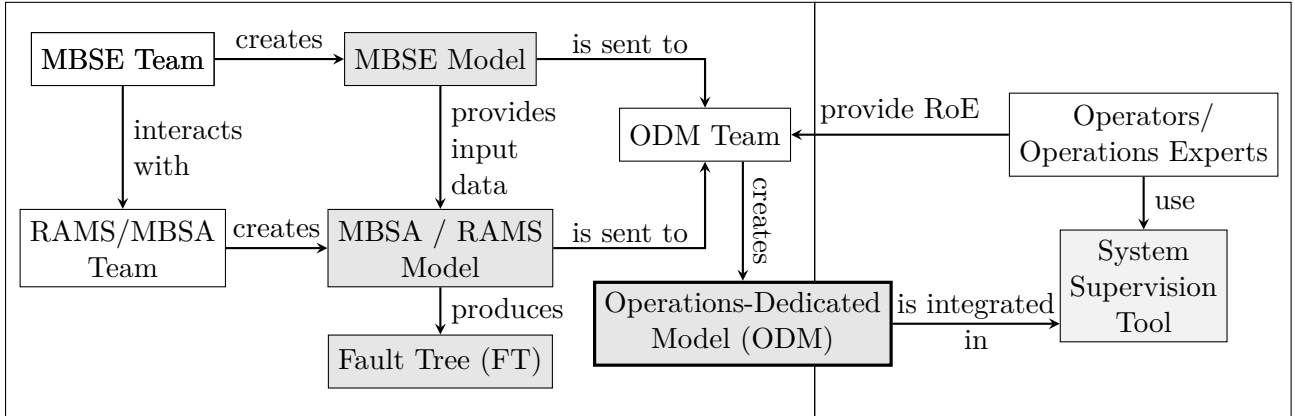 MBSE Team
creates
MBSE Model
is sent to
interacts
with
provides
input
data
ODM Team
provide RoE
Operators/
Operations Experts
RAMS/MBSA
Team
creates
MBSA / RAMS
Model
is sent to
creates
use
System
Supervision
Tool
produces
Operations-Dedicated
Model (ODM)
is integrated
in
Fault Tree (FT)